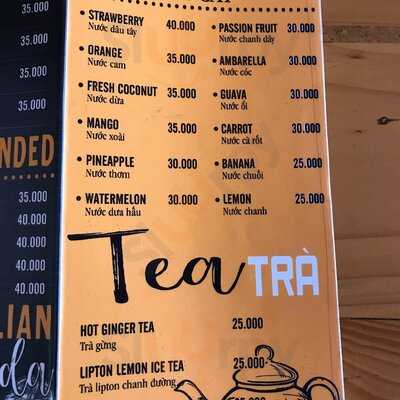 35.000
35.000
35.000
35.000
NDED
35.000
40.000
40.000
40.000
40.000
LIAN
da
• STRAWBERRY 40.000
Nước dâu tây
• ORANGE 35.000
Nước cam
• FRESH COCONUT 35.000
Nước dừa
• MANGO 35.000
Nước xoài
• PINEAPPLE 30.000
Nước thơm
• WATERMELON 30.000
Nước dưa hấu
• PASSION FRUIT 30.000
Nước chanh dây
• AMBARELLA 30.000
Nước cóc
• GUAVA 30.000
Nước ổi
• CARROT 30.000
Nước cà rốt
• BANANA 25.000
Nước chuối
• LEMON 25.000
Nước chanh
Tea TRÀ
HOT GINGER TEA 25.000
Trà gừng
LIPTON LEMON ICE TEA 25.000
Trà lipton chanh đường